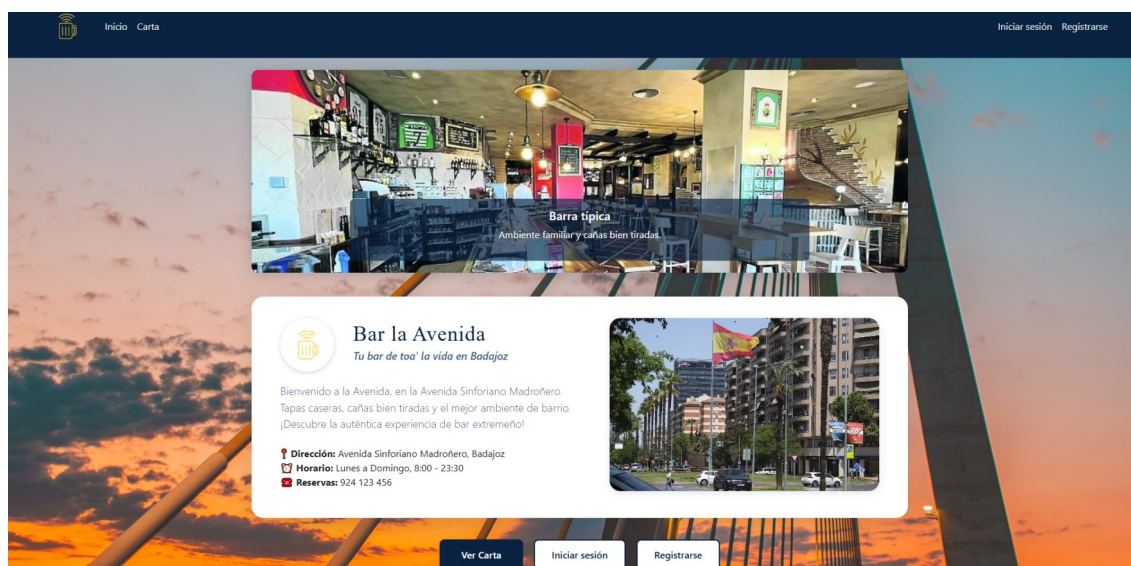 Inicio Carta
Iniciar sesión Registrarse
Barra típica
Ambiente familiar y cañas bien tiradas.
Bar la Avenida
Tu bar de toa' la vida en Badajoz
Bienvenido a la Avenida, en la Avenida Sinforiano Madroñero.
Tapas caseras, cañas bien tiradas y el mejor ambiente de barrio.
¡Descubre la auténtica experiencia de bar extremeño!
Dirección: Avenida Sinforiano Madroñero, Badajoz
Horario: Lunes a Domingo, 8:00 - 23:30
Reservas: 924 123 456
Ver Carta
Iniciar sesión
Registrarse